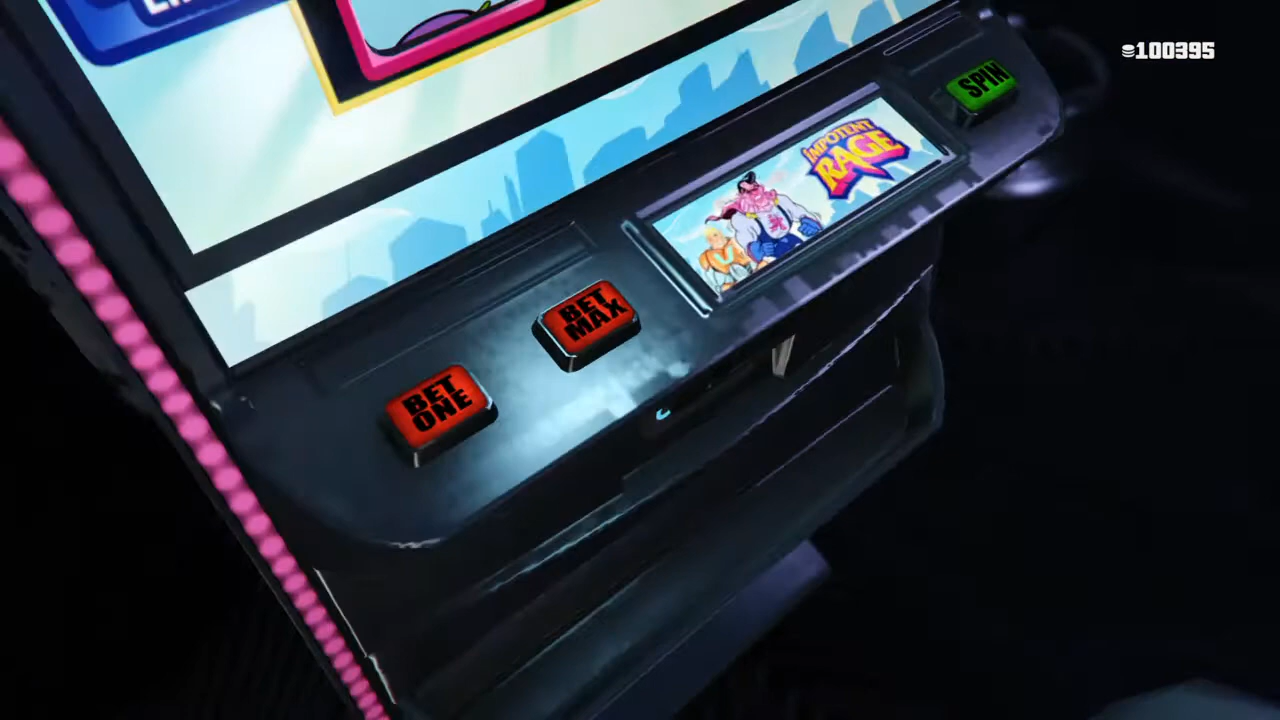 100395
SPIN
IMPOTENT
RAGE
BET
MAX
BET
ONE